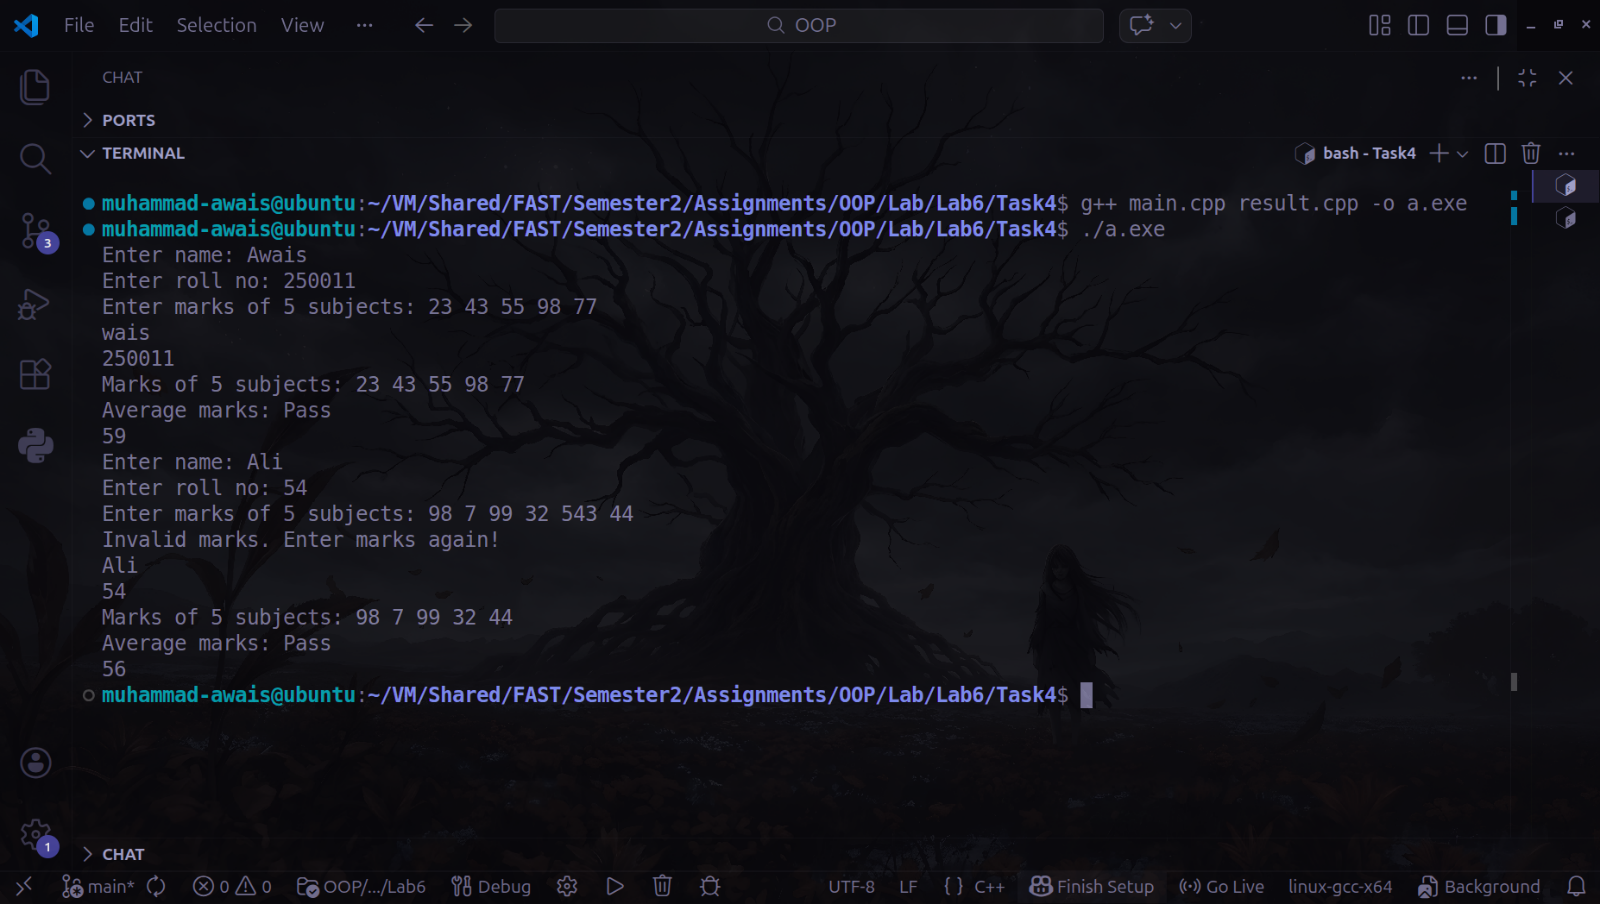 File Edit Selection View ... OOP
CHAT
PORTS
TERMINAL
bash - Task4
muhammad-awais@ubuntu:~/VM/Shared/FAST/Semester2/Assignments/OOP/Lab/Lab6/Task4$ g++ main.cpp result.cpp -o a.exe
muhammad-awais@ubuntu:~/VM/Shared/FAST/Semester2/Assignments/OOP/Lab/Lab6/Task4$ ./a.exe
Enter name: Awais
Enter roll no: 250011
Enter marks of 5 subjects: 23 43 55 98 77
wais
250011
Marks of 5 subjects: 23 43 55 98 77
Average marks: Pass
59
Enter name: Ali
Enter roll no: 54
Enter marks of 5 subjects: 98 7 99 32 543 44
Invalid marks. Enter marks again!
Ali
54
Marks of 5 subjects: 98 7 99 32 44
Average marks: Pass
56
muhammad-awais@ubuntu:~/VM/Shared/FAST/Semester2/Assignments/OOP/Lab/Lab6/Task4$
3
1
CHAT
main* 0 0 OOP/.../Lab6 Debug UTF-8 LF {} C++ Finish Setup Go Live linux-gcc-x64 Background